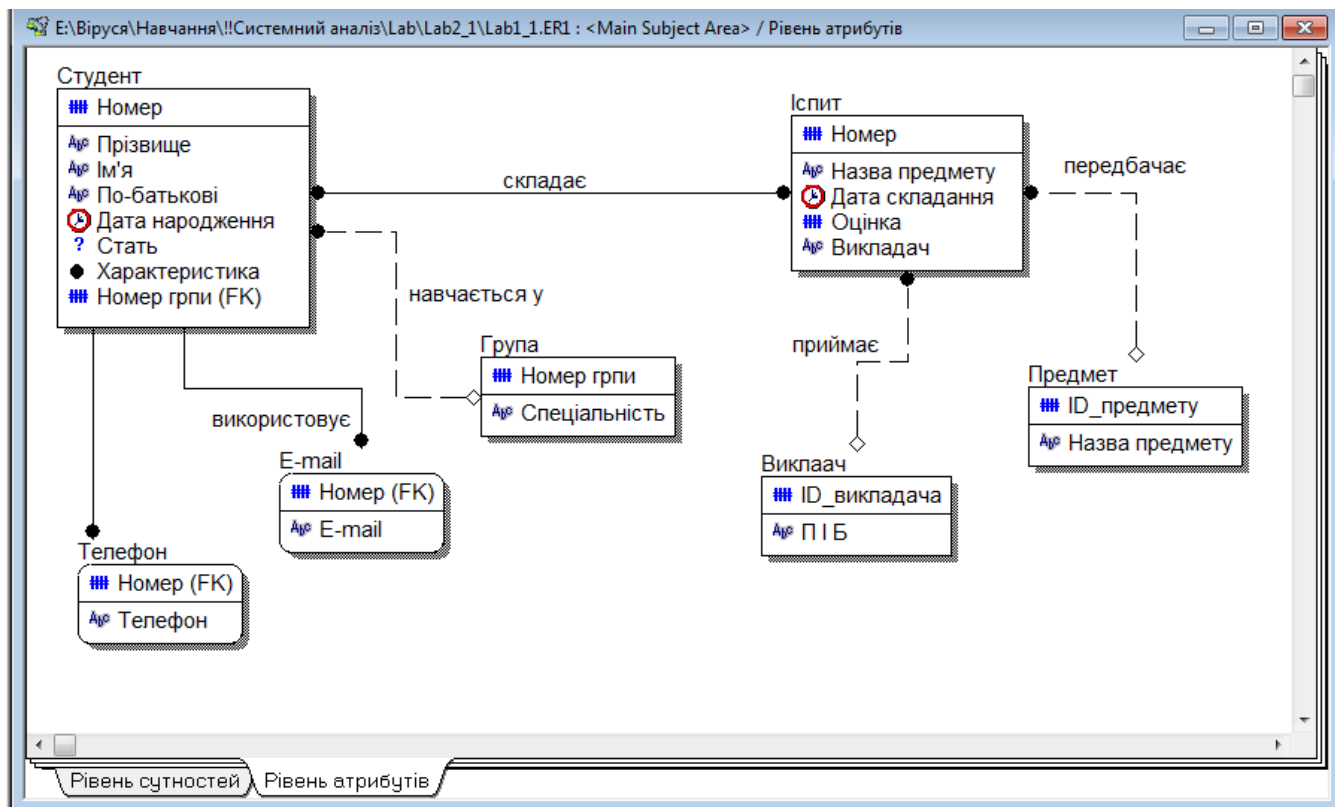 E:\Віруся\Навчання\!!Системний аналіз\Lab\Lab2_1\Lab1_1.ER1 : <Main Subject Area> / Рівень атрибутів
Студент
Номер
Прізвище
Ім'я
По-батькові
Дата народження
? Стать
Характеристика
Номер грпи (FK)
складає
Іспит
Номер
Назва предмету
Дата складання
Оцінка
Викладач
передбачає
навчається у
приймає
Група
Номер грпи
Спеціальність
Предмет
ID_предмету
Назва предмету
використовує
E-mail
Номер (FK)
E-mail
Виклаач
ID_викладача
П І Б
Телефон
Номер (FK)
Телефон
Рівень сутностей
Рівень атрибутів